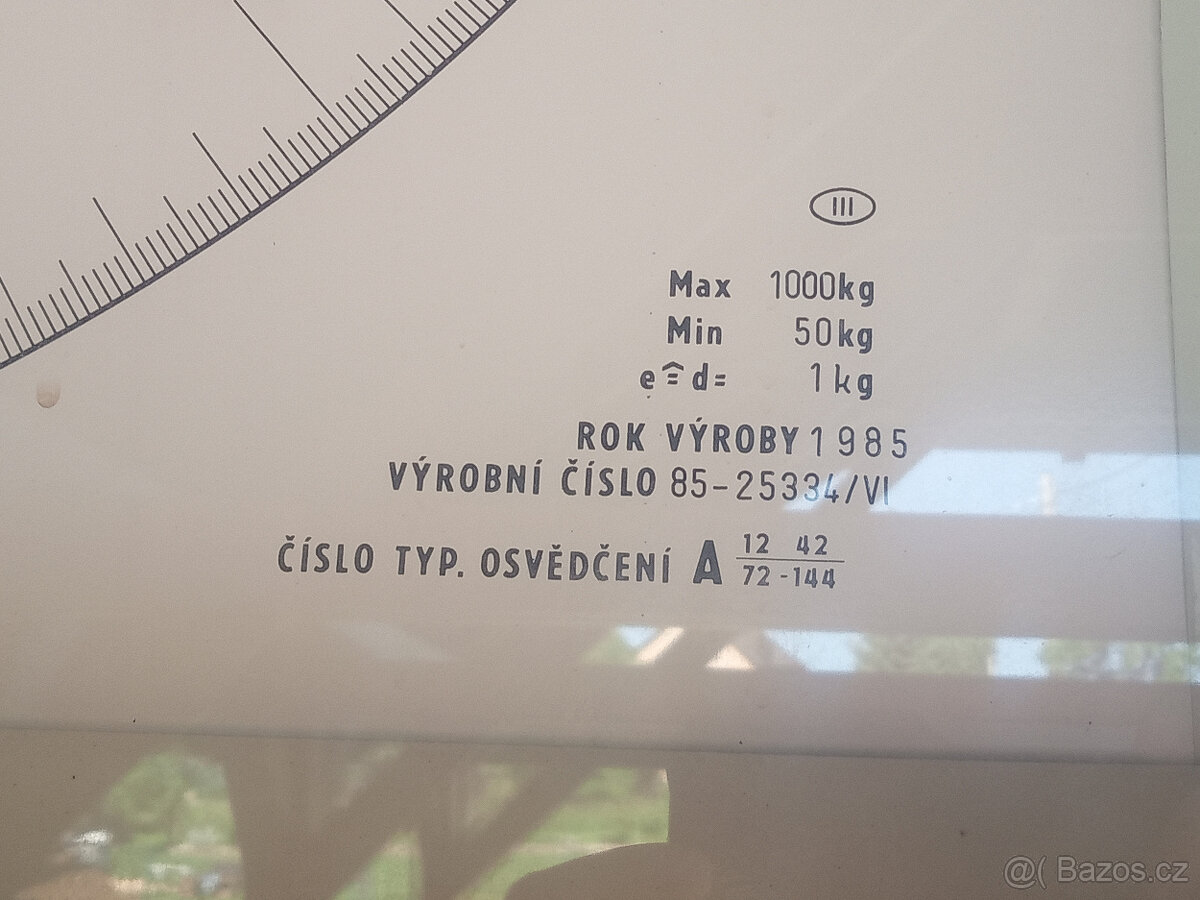 III
Max 1000kg
Min 50kg
e ≙ d= 1kg
ROK VÝROBY 1985
VÝROBNÍ ČÍSLO 85-25334/VI
ČÍSLO TYP. OSVĚDČENÍ A 12 42
72 -144
@( Bazos.cz